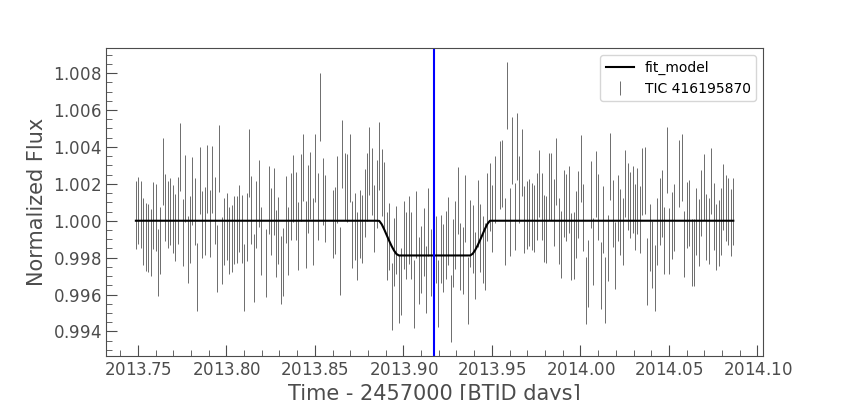 fit_model
TIC 416195870
1.008
1.006
1.004
1.002
1.000
0.998
0.996
0.994
Normalized Flux
2013.75 2013.80 2013.85 2013.90 2013.95 2014.00 2014.05 2014.10
Time - 2457000 [BTJD days]